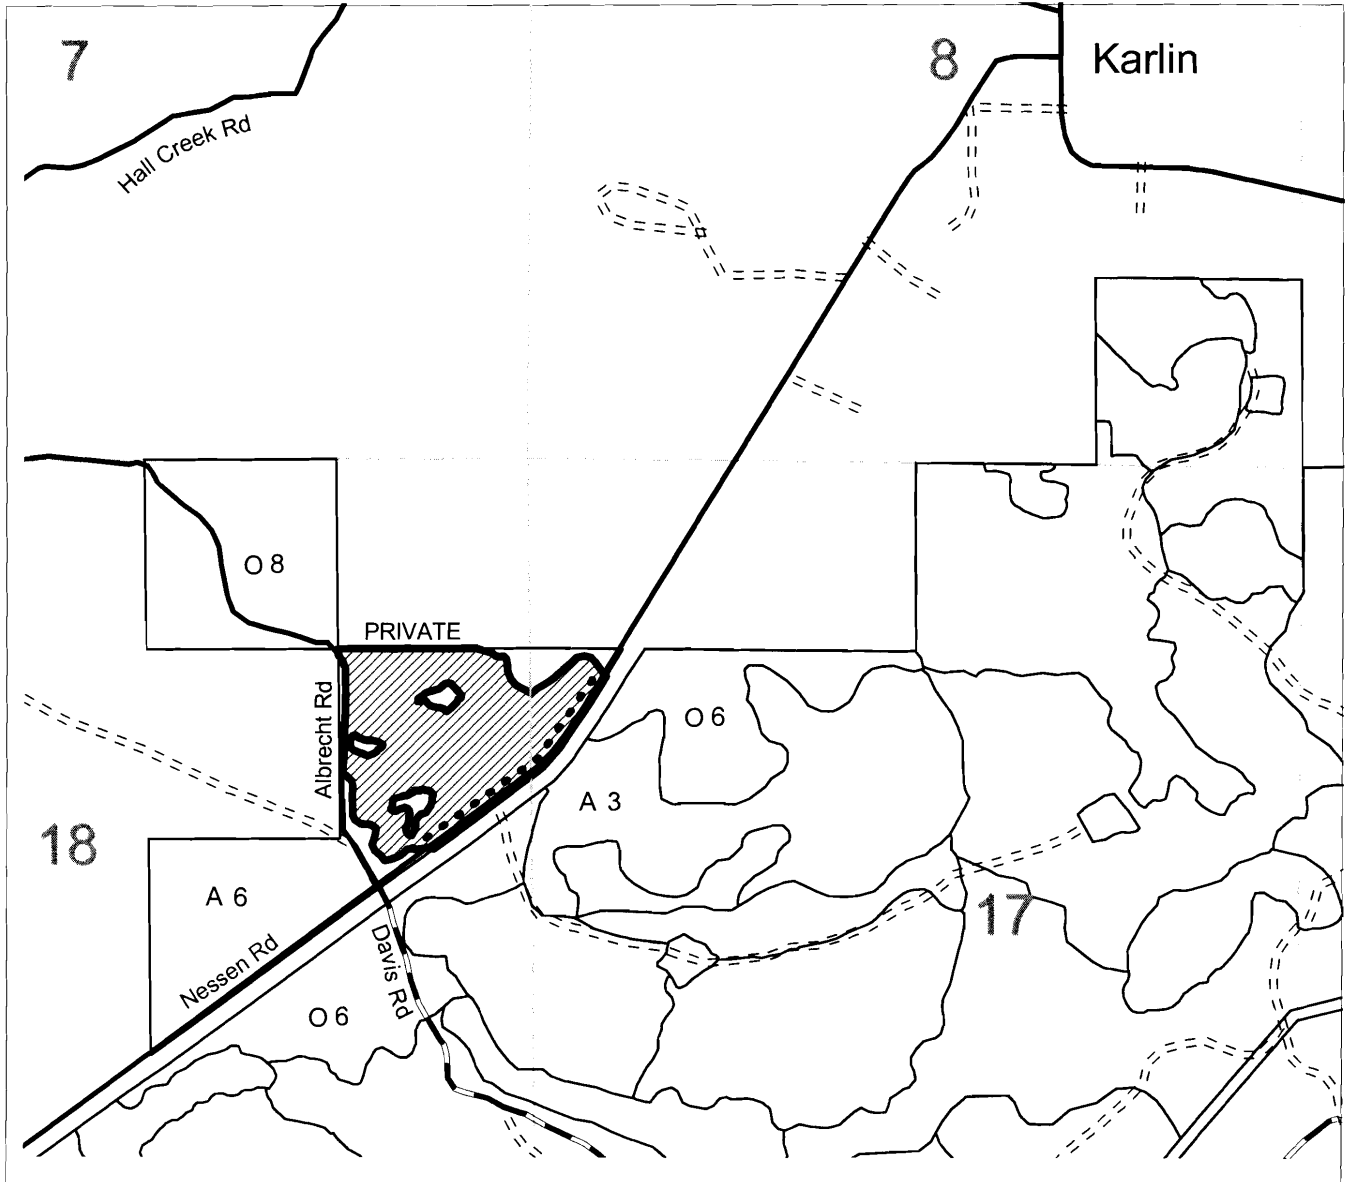 7
8
Karlin
Hall Creek Rd
O 8
PRIVATE
Albrecht Rd
O 6
A 3
18
A 6
17
Nessen Rd
Davis Rd
O 6